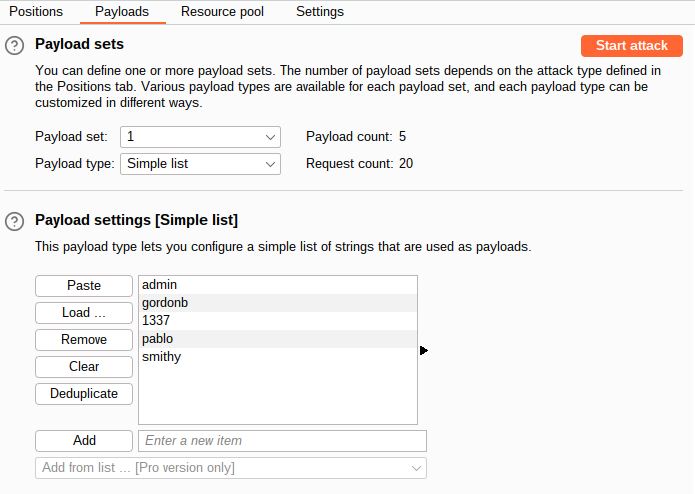 Positions Payloads Resource pool Settings
Payload sets
Start attack
You can define one or more payload sets. The number of payload sets depends on the attack type defined in
the Positions tab. Various payload types are available for each payload set, and each payload type can be
customized in different ways.
Payload set: 1 Payload count: 5
Payload type: Simple list Request count: 20
Payload settings [Simple list]
This payload type lets you configure a simple list of strings that are used as payloads.
Paste
Load ...
Remove
Clear
Deduplicate
admin
gordonb
1337
pablo
smithy
Add Enter a new item
Add from list ... [Pro version only]